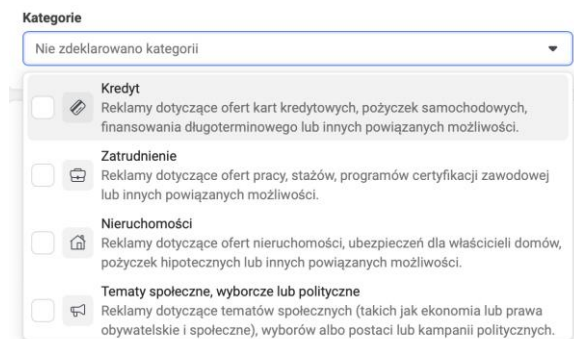 Kategorie
Nie zdeklarowano kategorii
Kredyt
Reklamy dotyczące ofert kart kredytowych, pożyczek samochodowych,
finansowania długoterminowego lub innych powiązanych możliwości.
Zatrudnienie
Reklamy dotyczące ofert pracy, stażów, programów certyfikacji zawodowej
lub innych powiązanych możliwości.
Nieruchomości
Reklamy dotyczące ofert nieruchomości, ubezpieczeń dla właścicieli domów,
pożyczek hipotecznych lub innych powiązanych możliwości.
Tematy społeczne, wyborcze lub polityczne
Reklamy dotyczące tematów społecznych (takich jak ekonomia lub prawa
obywatelskie i społeczne), wyborów albo postaci lub kampanii politycznych.